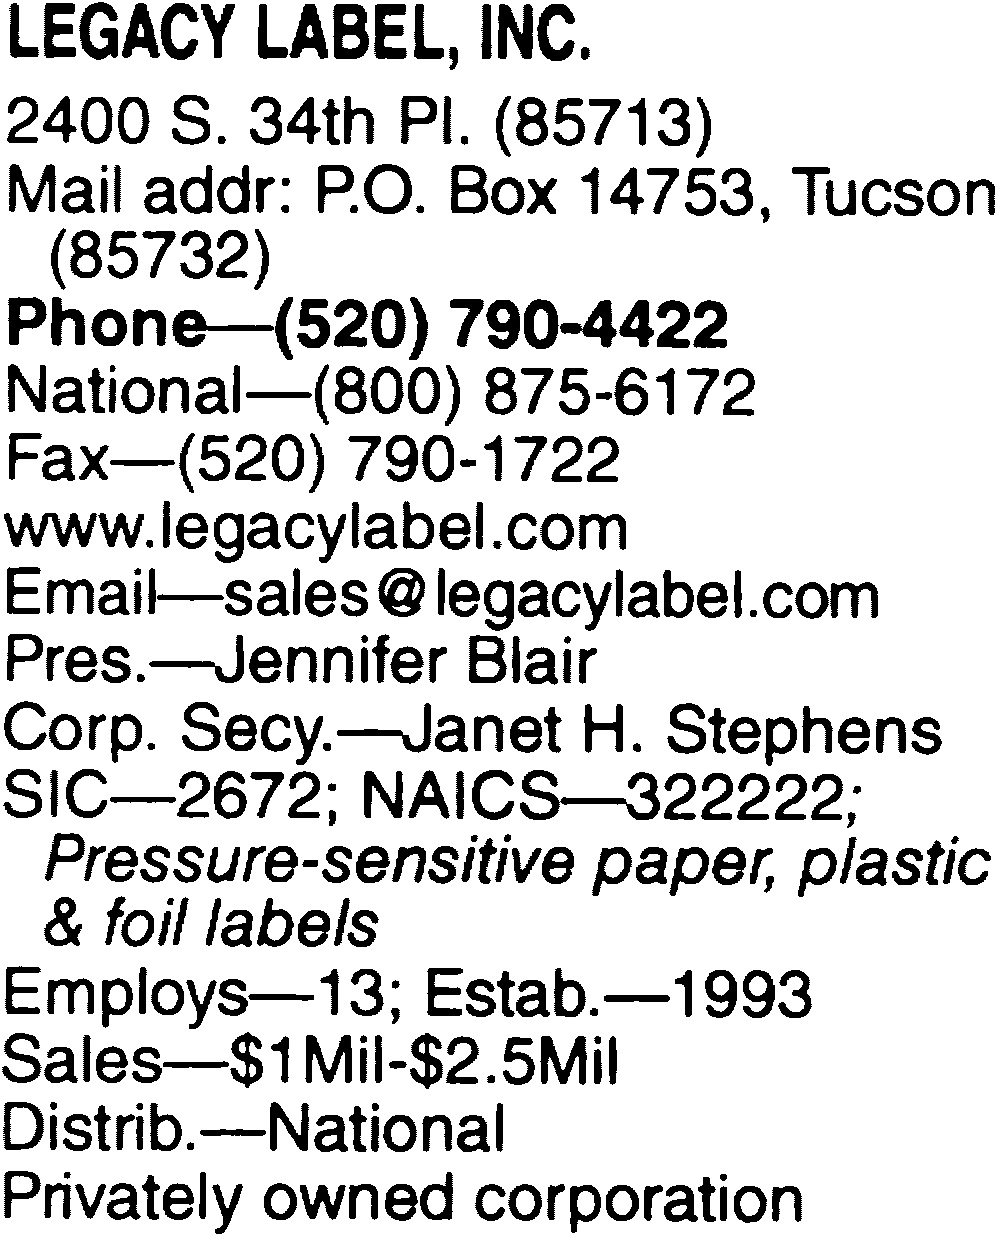 LEGACY LABEL, INC.
2400 S. 34th Pl. (85713)
Mail addr: P.O. Box 14753, Tucson
(85732)
Phone—(520) 790-4422
National—(800) 875-6172
Fax—(520) 790-1722
www.legacylabel.com
Email—sales@legacylabel.com
Pres.—Jennifer Blair
Corp. Secy.—Janet H. Stephens
SIC—2672; NAICS—322222;
Pressure-sensitive paper, plastic
& foil labels
Employs—13; Estab.—1993
Sales—$1Mil-$2.5Mil
Distrib.—National
Privately owned corporation